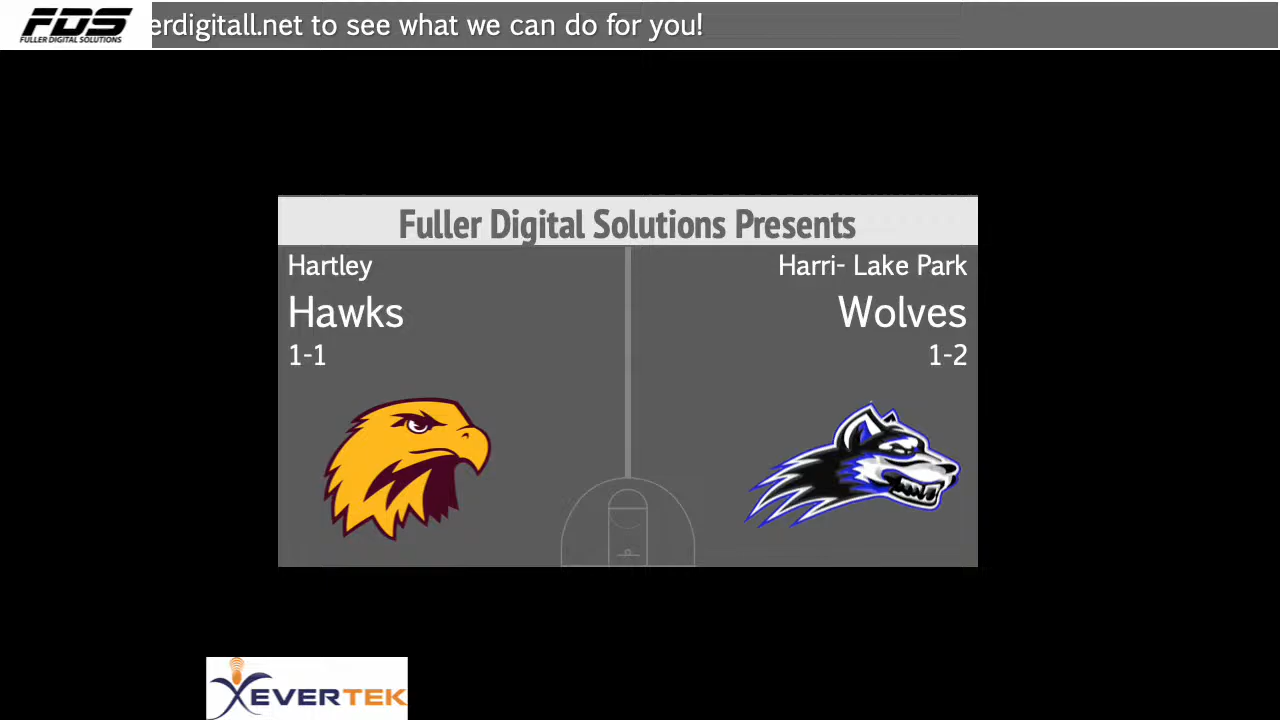 FDS
FULLER DIGITAL SOLUTIONS
erdigitall.net to see what we can do for you!
Fuller Digital Solutions Presents
Hartley
Harri- Lake Park
Hawks
Wolves
1-1
1-2
XEVERTEK